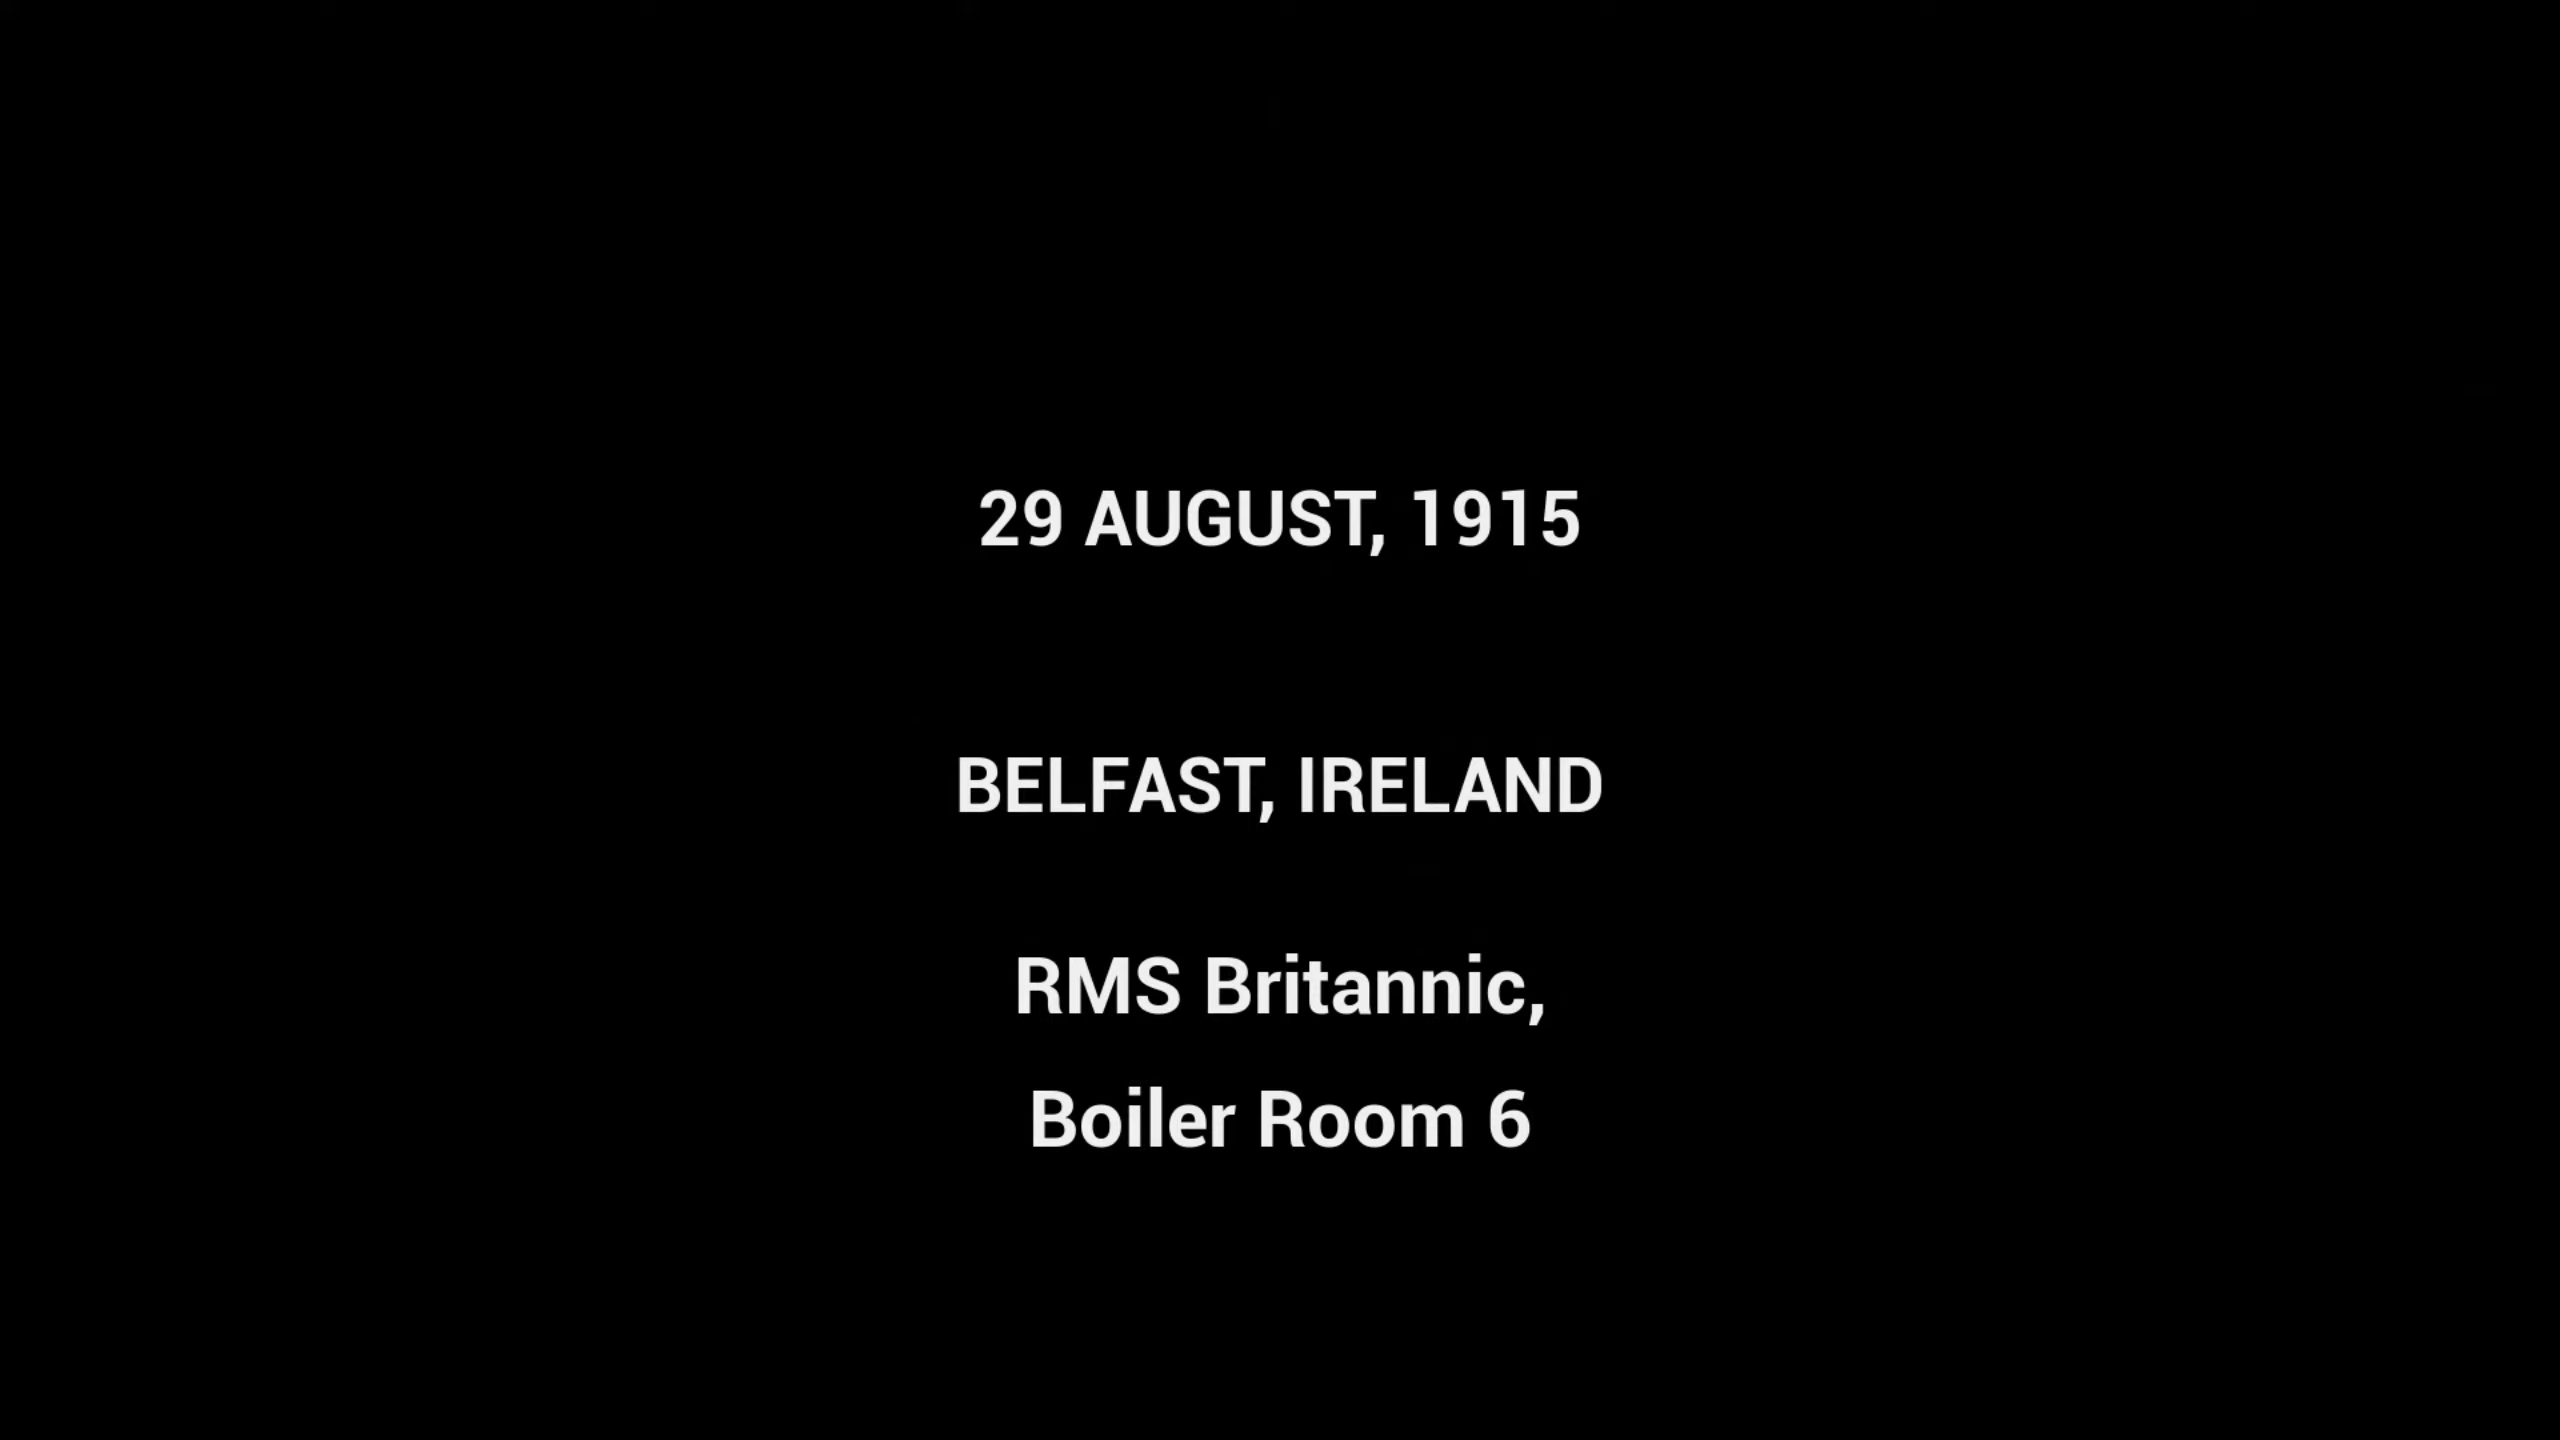 29 AUGUST, 1915
BELFAST, IRELAND
RMS Britannic,
Boiler Room 6